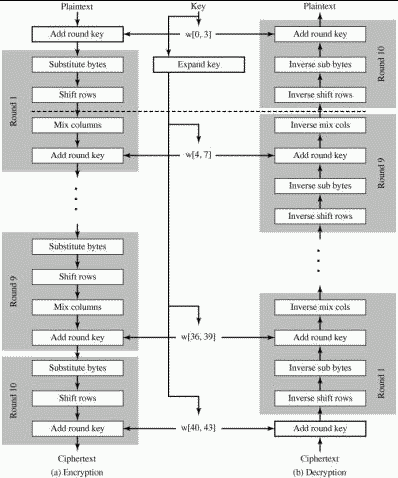 Plaintext
Add round key
Substitute bytes
Shift rows
Mix columns
Add round key
Round 1
Substitute bytes
Shift rows
Mix columns
Add round key
Round 9
Substitute bytes
Shift rows
Add round key
Round 10
Ciphertext
(a) Encryption
Key
w[0, 3]
Expand key
w[4, 7]
w[36, 39]
w[40, 43]
Plaintext
Add round key
Inverse sub bytes
Inverse shift rows
Round 10
Inverse mix cols
Add round key
Inverse sub bytes
Inverse shift rows
Round 9
Inverse mix cols
Add round key
Inverse sub bytes
Inverse shift rows
Round 1
Add round key
Ciphertext
(b) Decryption